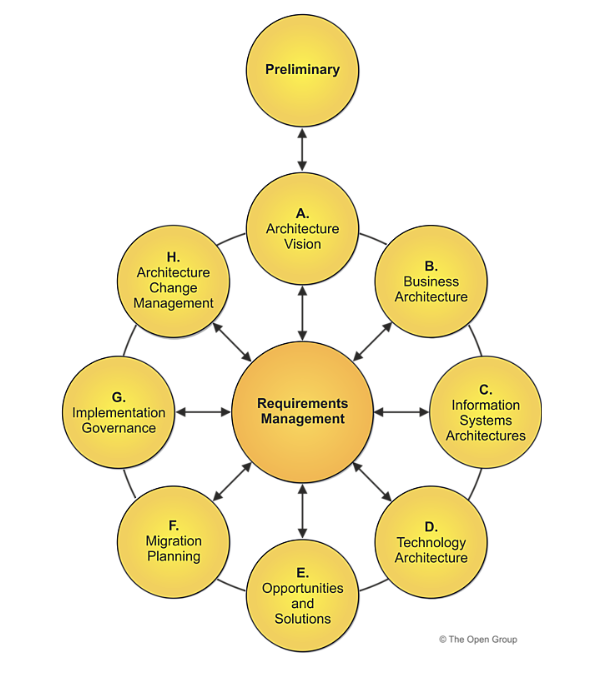 Preliminary
A.
Architecture
Vision
H.
Architecture
Change
Management
B.
Business
Architecture
G.
Implementation
Governance
Requirements
Management
C.
Information
Systems
Architectures
F.
Migration
Planning
D.
Technology
Architecture
E.
Opportunities
and
Solutions
© The Open Group